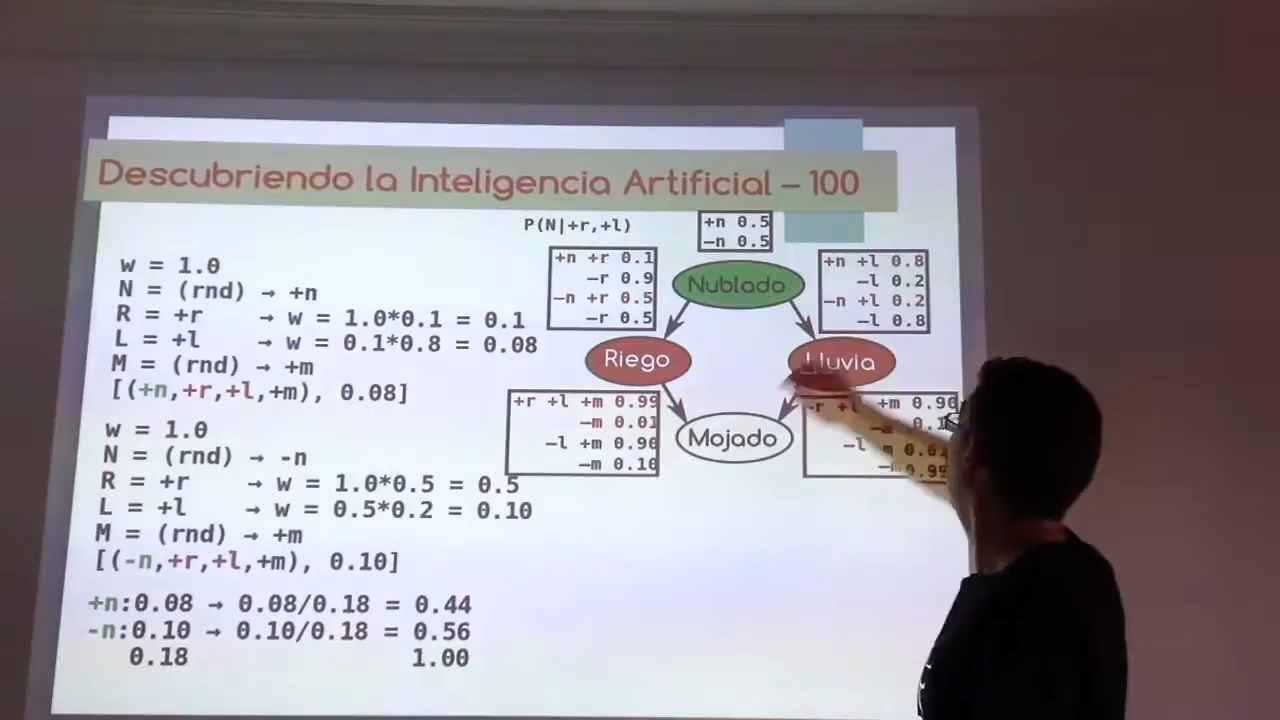 Descubriendo la Inteligencia Artificial – 100
w = 1.0
N = (rnd) → +n
R = +r → w = 1.0*0.1 = 0.1
L = +l → w = 0.1*0.8 = 0.08
M = (rnd) → +m
[(+n,+r,+l,+m), 0.08]
w = 1.0
N = (rnd) → -n
R = +r → w = 1.0*0.5 = 0.5
L = +l → w = 0.5*0.2 = 0.10
M = (rnd) → +m
[(-n,+r,+l,+m), 0.10]
+n:0.08 → 0.08/0.18 = 0.44
-n:0.10 → 0.10/0.18 = 0.56
0.18 1.00
P(N|+r,+l)
+n 0.5
−n 0.5
+n +r 0.1
−r 0.9
−n +r 0.5
−r 0.5
Nublado
+n +l 0.8
−l 0.2
−n +l 0.2
−l 0.8
Riego
Lluvia
+r +l +m 0.99
−m 0.01
−l +m 0.90
−m 0.10
Mojado
-r +l +m 0.90
−l